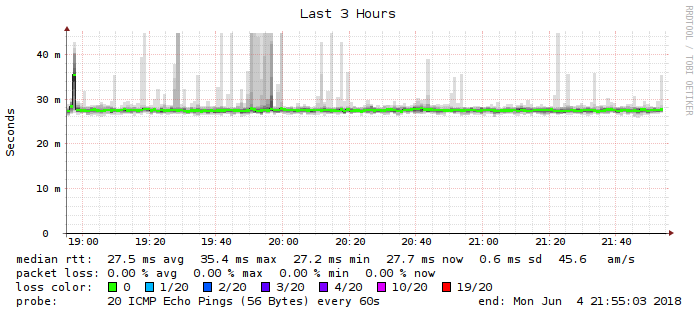 Last 3 Hours
RRDTOOL / TOBI OETIKER
Seconds
40 m
30 m
20 m
10 m
0
19:00 19:20 19:40 20:00 20:20 20:40 21:00 21:20 21:40
median rtt: 27.5 ms avg 35.4 ms max 27.2 ms min 27.7 ms now 0.6 ms sd 45.6 am/s
packet loss: 0.00 % avg 0.00 % max 0.00 % min 0.00 % now
loss color: 0 1/20 2/20 3/20 4/20 10/20 19/20
probe: 20 ICMP Echo Pings (56 Bytes) every 60s end: Mon Jun 4 21:55:03 2018